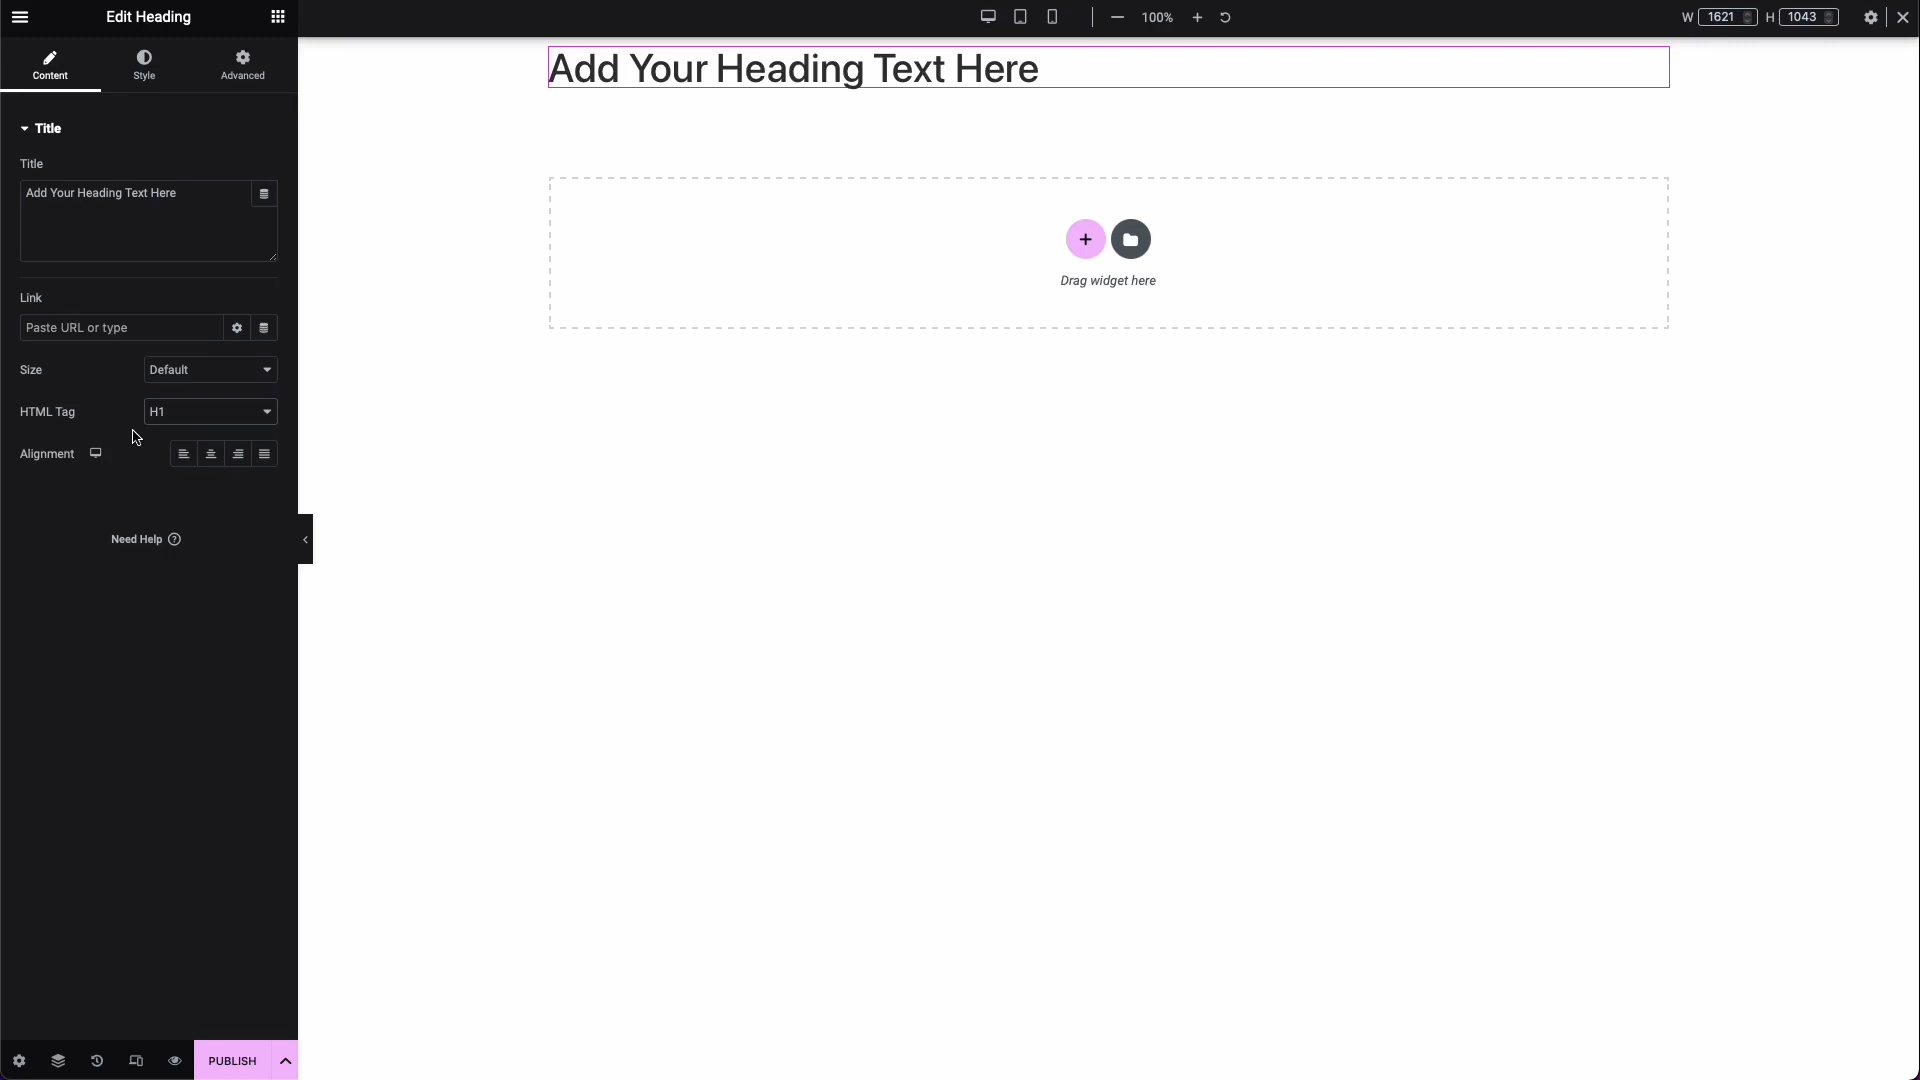 Edit Heading
100%
W 1621 H 1043
Content Style Advanced
Add Your Heading Text Here
Title
Title
Add Your Heading Text Here
Link
Paste URL or type
Size Default
HTML Tag H1
Alignment
Drag widget here
Need Help
PUBLISH